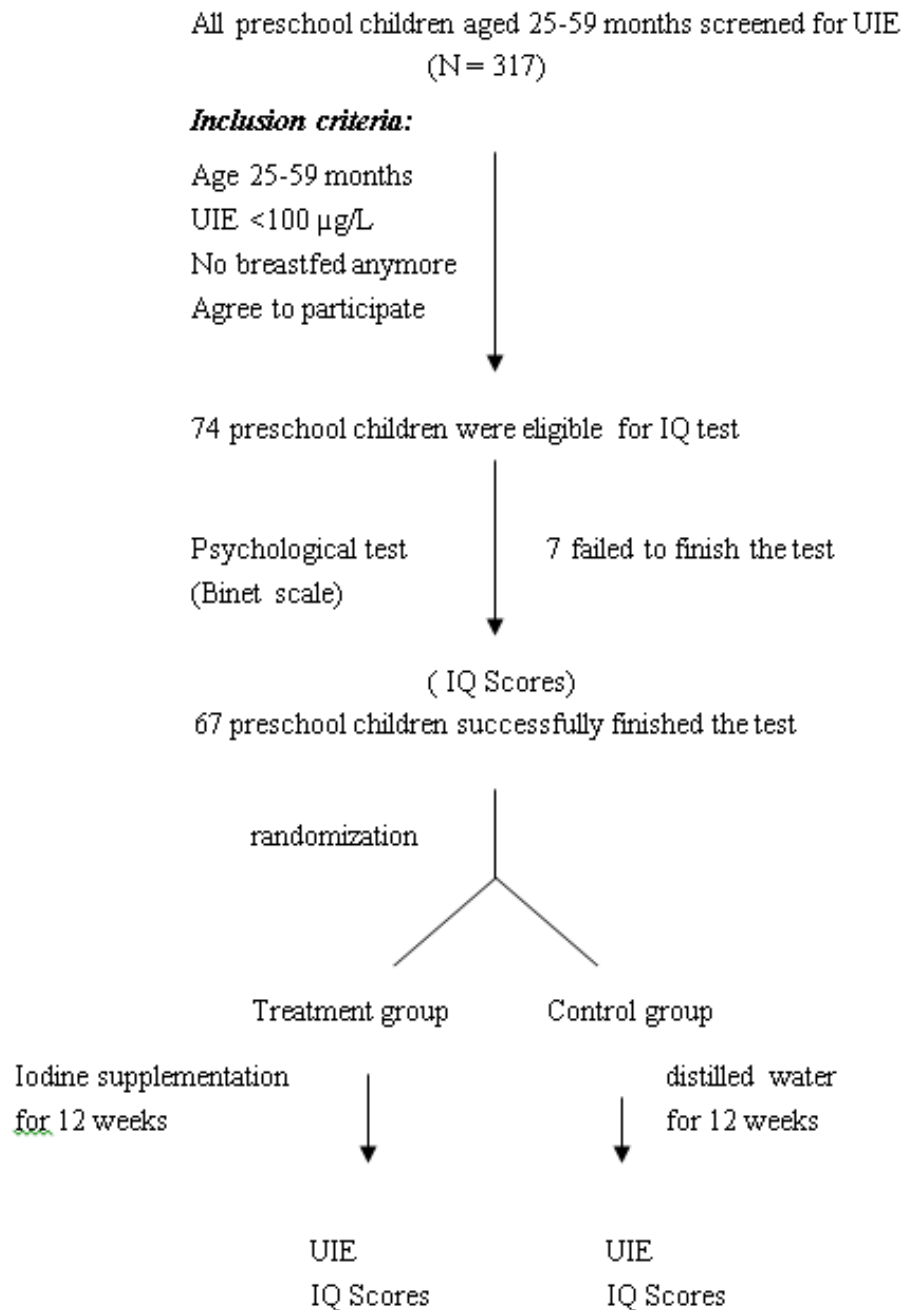 All preschool children aged 25-59 months screened for UIE
(N = 317)
Inclusion criteria:
Age 25-59 months
UIE <100 µg/L
No breastfed anymore
Agree to participate
74 preschool children were eligible for IQ test
Psychological test
(Binet scale)
7 failed to finish the test
( IQ Scores)
67 preschool children successfully finished the test
randomization
Treatment group
Control group
Iodine supplementation
for 12 weeks
distilled water
for 12 weeks
UIE
IQ Scores
UIE
IQ Scores